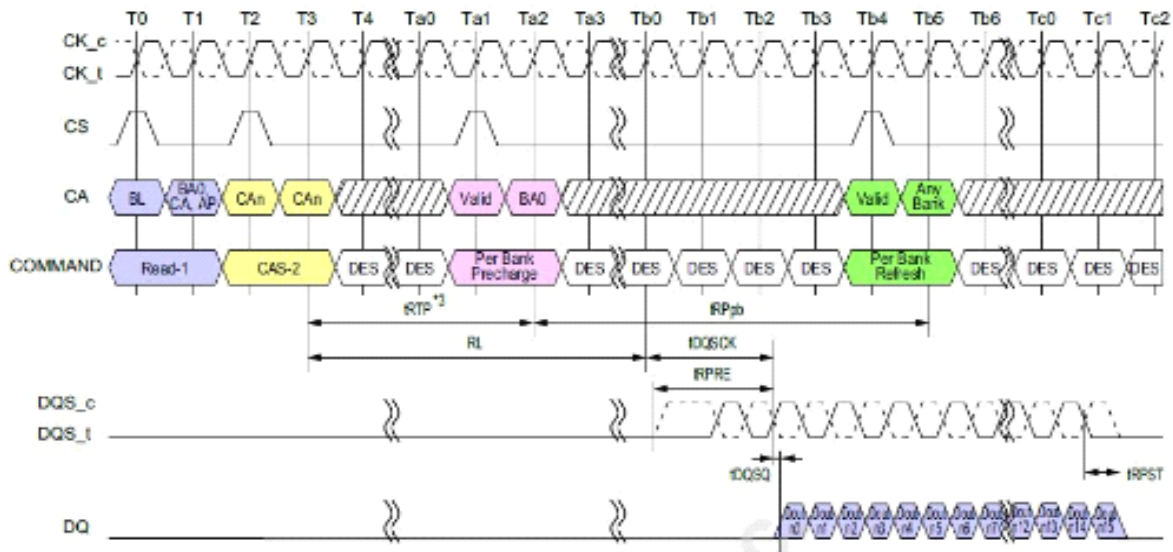 T0 T1 T2 T3 T4 Ta0 Ta1 Ta2 Ta3 Tb0 Tb1 Tb2 Tb3 Tb4 Tb5 Tb6 Tc0 Tc1 Tc2
CK_c
CK_t
CS
CA BL BA0, CA, AP CAn CAn Valid BA0 Valid Any Bank
COMMAND Read-1 CAS-2 DES DES Per Bank Precharge DES DES DES DES DES Per Bank Refresh DES DES DES DES
tRTP tRPpb
RL tDQSCK
tRPRE
DQS_c
DQS_t
tDQSQ tRPST
DQ Dout n0 Dout n1 Dout n2 Dout n3 Dout n4 Dout n5 Dout n6 Dout n7 Dout n12 Dout n13 Dout n14 Dout n15